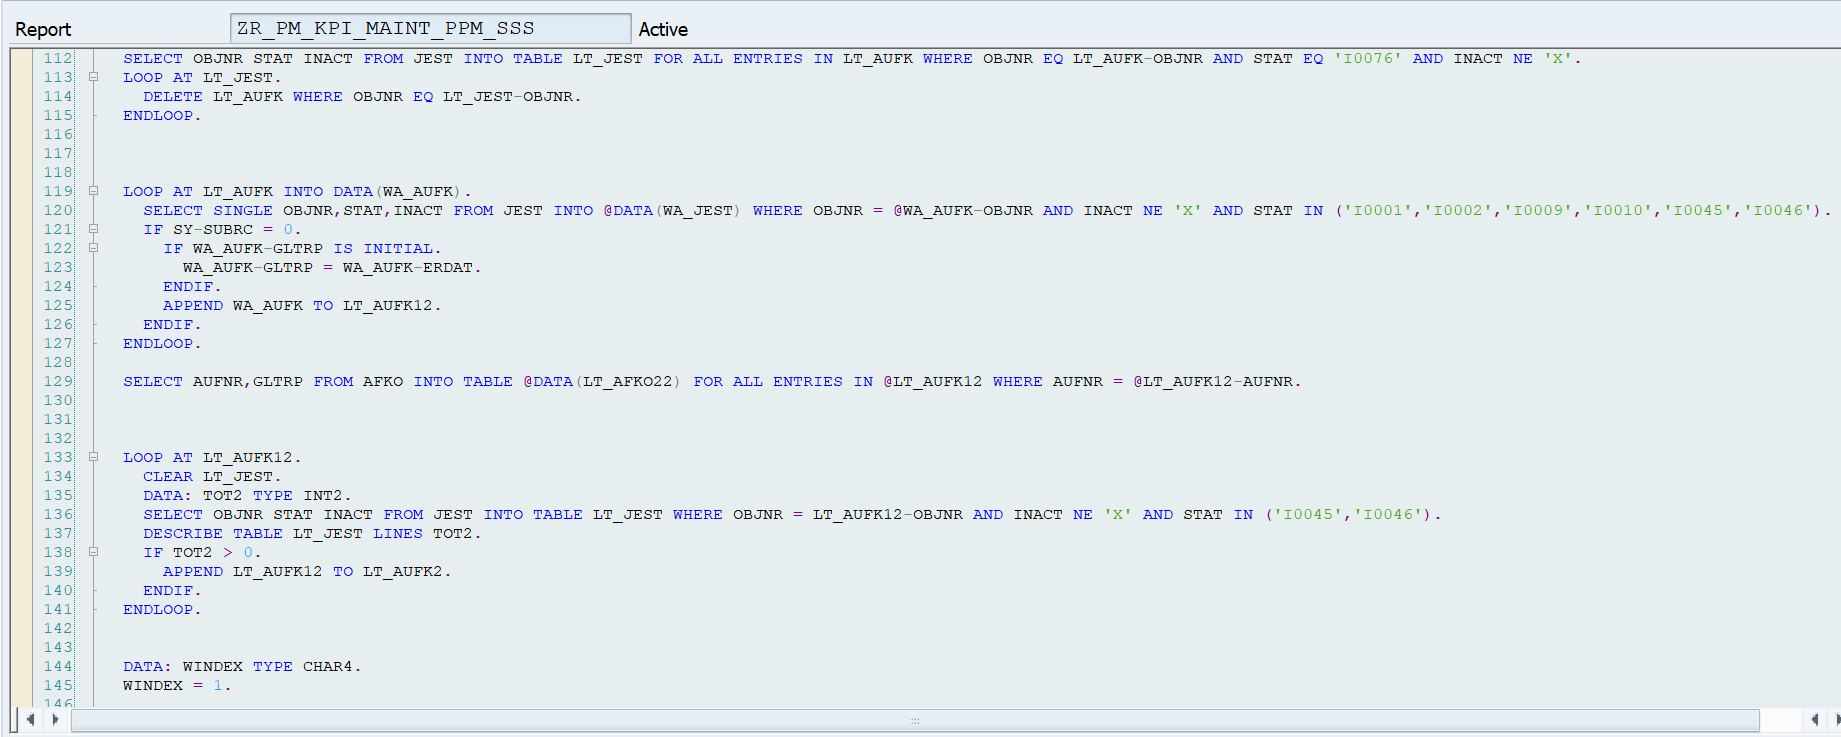 Report ZR_PM_KPI_MAINT_PPM_SSS Active
112 SELECT OBJNR STAT INACT FROM JEST INTO TABLE LT_JEST FOR ALL ENTRIES IN LT_AUFK WHERE OBJNR EQ LT_AUFK-OBJNR AND STAT EQ 'I0076' AND INACT NE 'X'.
113 LOOP AT LT_JEST.
114 DELETE LT_AUFK WHERE OBJNR EQ LT_JEST-OBJNR.
115 ENDLOOP.
116
117
118
119 LOOP AT LT_AUFK INTO DATA(WA_AUFK).
120 SELECT SINGLE OBJNR,STAT,INACT FROM JEST INTO @DATA(WA_JEST) WHERE OBJNR = @WA_AUFK-OBJNR AND INACT NE 'X' AND STAT IN ('I0001','I0002','I0009','I0010','I0045','I0046').
121 IF SY-SUBRC = 0.
122 IF WA_AUFK-GLTRP IS INITIAL.
123 WA_AUFK-GLTRP = WA_AUFK-ERDAT.
124 ENDIF.
125 APPEND WA_AUFK TO LT_AUFK12.
126 ENDIF.
127 ENDLOOP.
128
129 SELECT AUFNR,GLTRP FROM AFKO INTO TABLE @DATA(LT_AFKO22) FOR ALL ENTRIES IN @LT_AUFK12 WHERE AUFNR = @LT_AUFK12-AUFNR.
130
131
132
133 LOOP AT LT_AUFK12.
134 CLEAR LT_JEST.
135 DATA: TOT2 TYPE INT2.
136 SELECT OBJNR STAT INACT FROM JEST INTO TABLE LT_JEST WHERE OBJNR = LT_AUFK12-OBJNR AND INACT NE 'X' AND STAT IN ('I0045','I0046').
137 DESCRIBE TABLE LT_JEST LINES TOT2.
138 IF TOT2 > 0.
139 APPEND LT_AUFK12 TO LT_AUFK2.
140 ENDIF.
141 ENDLOOP.
142
143
144 DATA: WINDEX TYPE CHAR4.
145 WINDEX = 1.
146